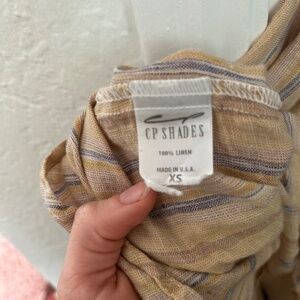 CP SHADES
100% LINEN
MADE IN U.S.A.
XS